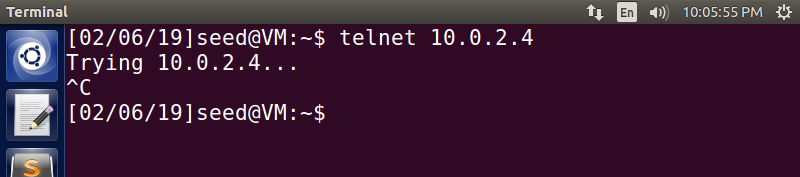 Terminal En 10:05:55 PM
[02/06/19]seed@VM:~$ telnet 10.0.2.4
Trying 10.0.2.4...
^C
[02/06/19]seed@VM:~$
S